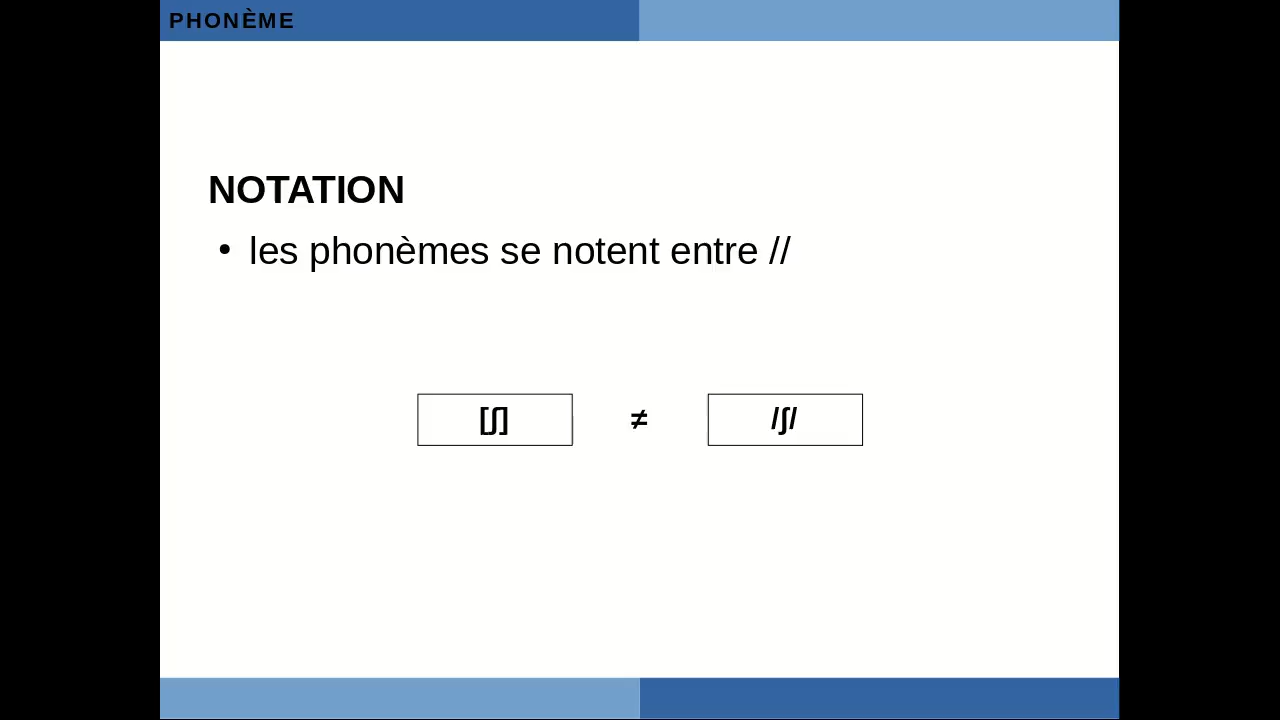 PHONÈME
NOTATION
• les phonèmes se notent entre //
[ʃ] ≠ /ʃ/